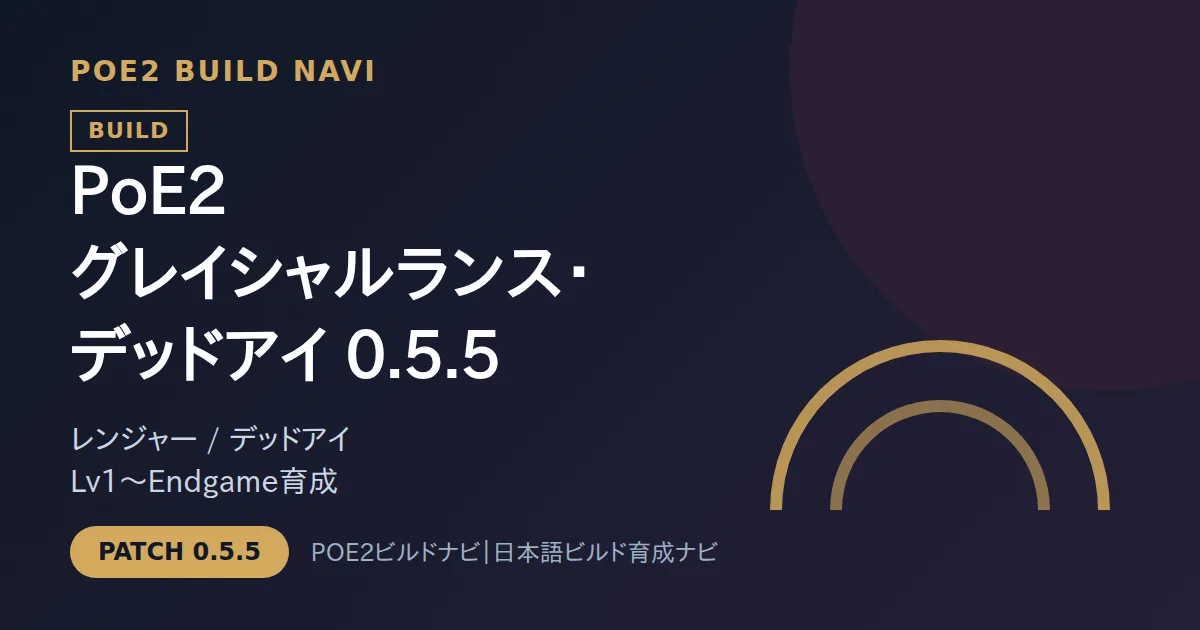 POE2 BUILD NAVI
BUILD
PoE2
グレイシャルランス・
デッドアイ 0.5.5
レンジャー / デッドアイ
Lv1〜Endgame育成
PATCH 0.5.5
POE2ビルドナビ|日本語ビルド育成ナビ